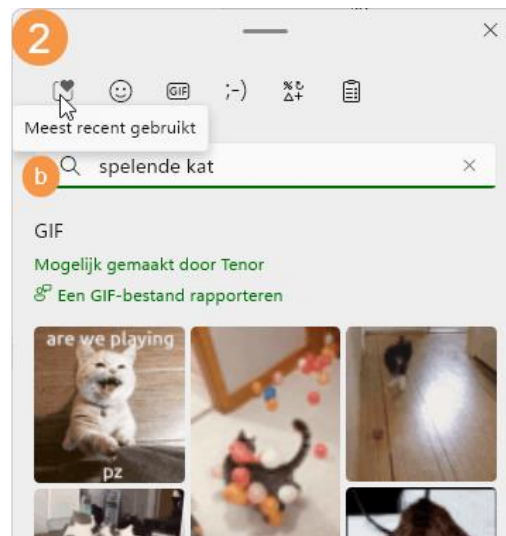 2
GIF
;-)
Meest recent gebruikt
b
spelende kat
GIF
Mogelijk gemaakt door Tenor
Een GIF-bestand rapporteren
are we playing
pz